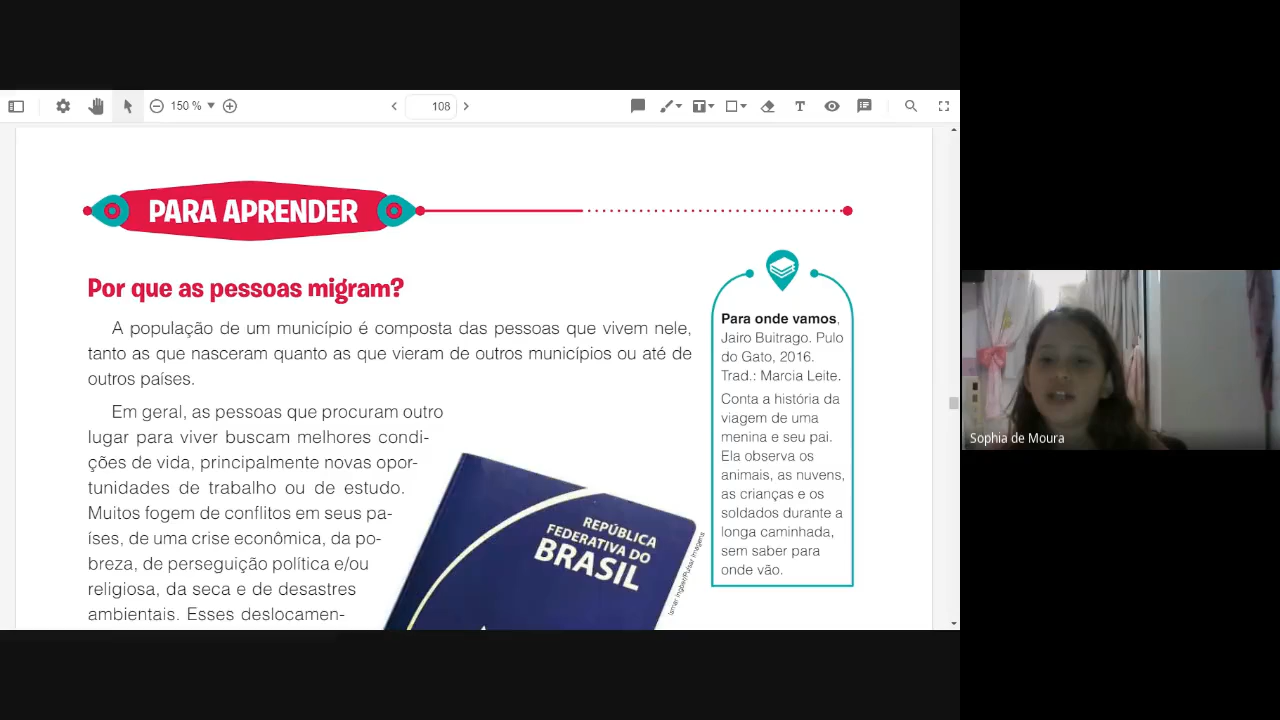 150 %
108
PARA APRENDER
Por que as pessoas migram?
A população de um município é composta das pessoas que vivem nele,
tanto as que nasceram quanto as que vieram de outros municípios ou até de
outros países.
Em geral, as pessoas que procuram outro
lugar para viver buscam melhores condi-
ções de vida, principalmente novas opor-
tunidades de trabalho ou de estudo.
Muitos fogem de conflitos em seus pa-
íses, de uma crise econômica, da po-
breza, de perseguição política e/ou
religiosa, da seca e de desastres
ambientais. Esses deslocamen-
REPÚBLICA
FEDERATIVA DO
BRASIL
Ismar Ingber/Pulsar Imagens
Para onde vamos,
Jairo Buitrago. Pulo
do Gato, 2016.
Trad.: Marcia Leite.
Conta a história da
viagem de uma
menina e seu pai.
Ela observa os
animais, as nuvens,
as crianças e os
soldados durante a
longa caminhada,
sem saber para
onde vão.
Sophia de Moura